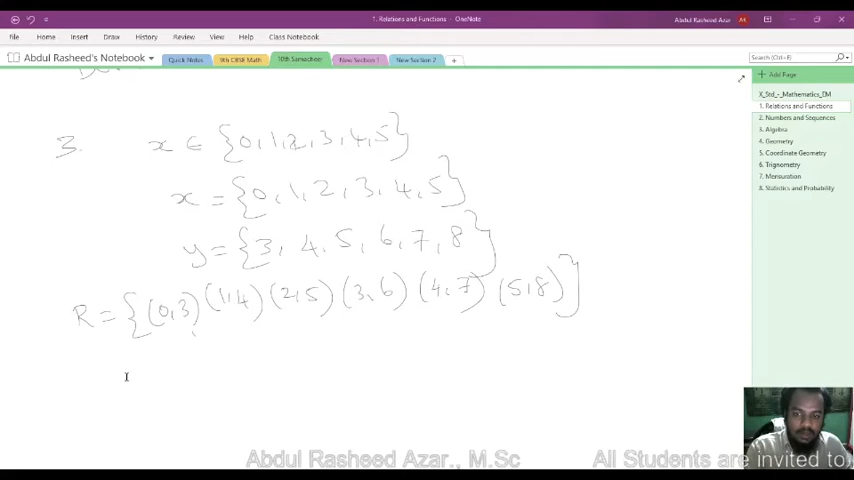 1. Relations and Functions - OneNote
Abdul Rasheed Azar AR
File Home Insert Draw History Review View Help Class Notebook
Abdul Rasheed's Notebook Quick Notes 9th CBSE Math 10th Samacheer New Section 1 New Section 2 + Search (Ctrl+E)
+ Add Page
X_Std_-_Mathematics_EM
1. Relations and Functions
2. Numbers and Sequences
3. Algebra
4. Geometry
5. Coordinate Geometry
6. Trignometry
7. Mensuration
8. Statistics and Probability
3. x ∈ {0,1,2,3,4,5}
x = {0,1,2,3,4,5}
y = {3, 4, 5, 6, 7, 8}
R = {(0,3) (1,4) (2,5) (3,6) (4,7) (5,8)}
Abdul Rasheed Azar., M.Sc All Students are invited to